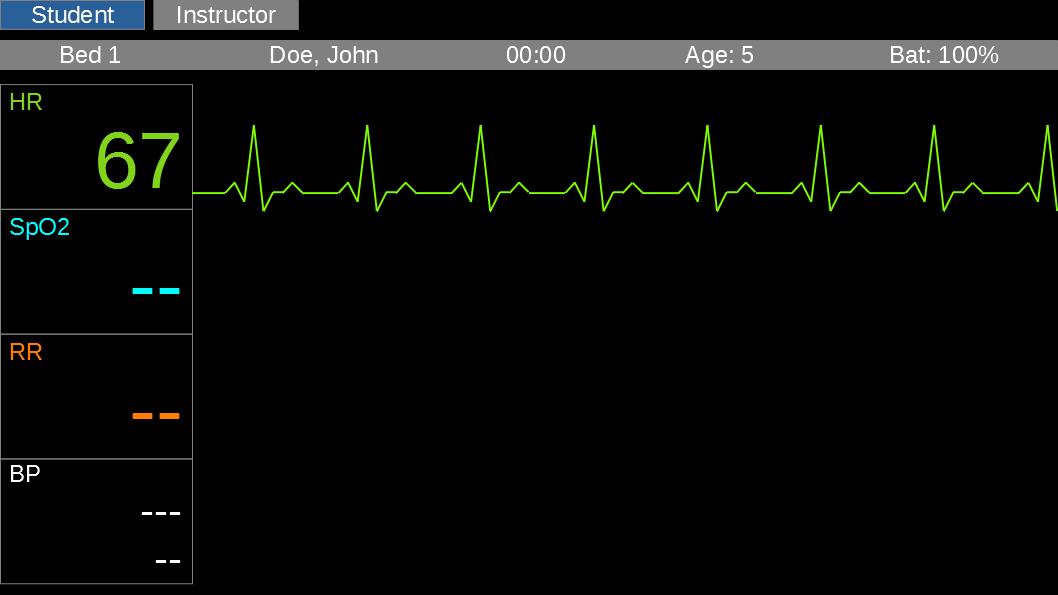 Student Instructor
Bed 1 Doe, John 00:00 Age: 5 Bat: 100%
HR
67
SpO2
--
RR
--
BP
---
--